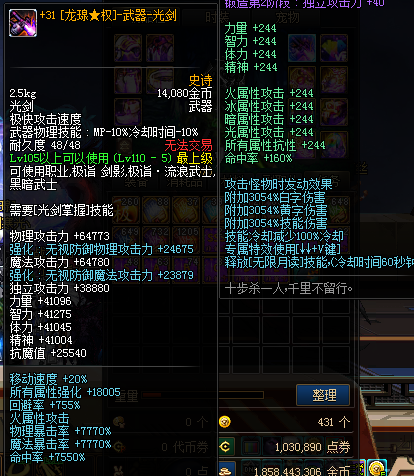 +31 [龙琼★权]-武器-光剑
史诗
2.5kg
14,080金币
光剑
武器
极快攻击速度
武器物理技能：MP-10%冷却时间-10%
耐久度 48/48
无法交易
Lv105以上可以使用 (Lv110 - 5) 最上级
可使用职业,极诣·剑影,极诣·流浪武士,
黑暗武士
需要[光剑掌握]技能
物理攻击力 +64773
强化：无视防御物理攻击力 +24675
魔法攻击力 +64780
强化：无视防御魔法攻击力 +23879
独立攻击力 +38880
力量 +41096
智力 +41275
体力 +41045
精神 +41004
抗魔值 +25540
移动速度 +20%
所有属性强化 +18005
回避率 +755%
火属性攻击
物理暴击率 +7770%
魔法暴击率 +7770%
命中率 +7550%
锻造第2阶段：独立攻击力 +40
力量 +244
智力 +244
体力 +244
精神 +244
火属性攻击 +244
冰属性攻击 +244
暗属性攻击 +244
光属性攻击 +244
所有属性抗性 +244
命中率 +160%
攻击怪物时发动效果
附加3054%白字伤害
附加3054%黄字伤害
附加3054%技能伤害
技能冷却减少100%冷却
专属特效使用[↓↓V键]
释放[无限月读]技能,(冷却时间60秒钟
十步杀一人,千里不留行。
整理
431 个
0 代币券
1,030,890 点券
1,858,443,306 金币